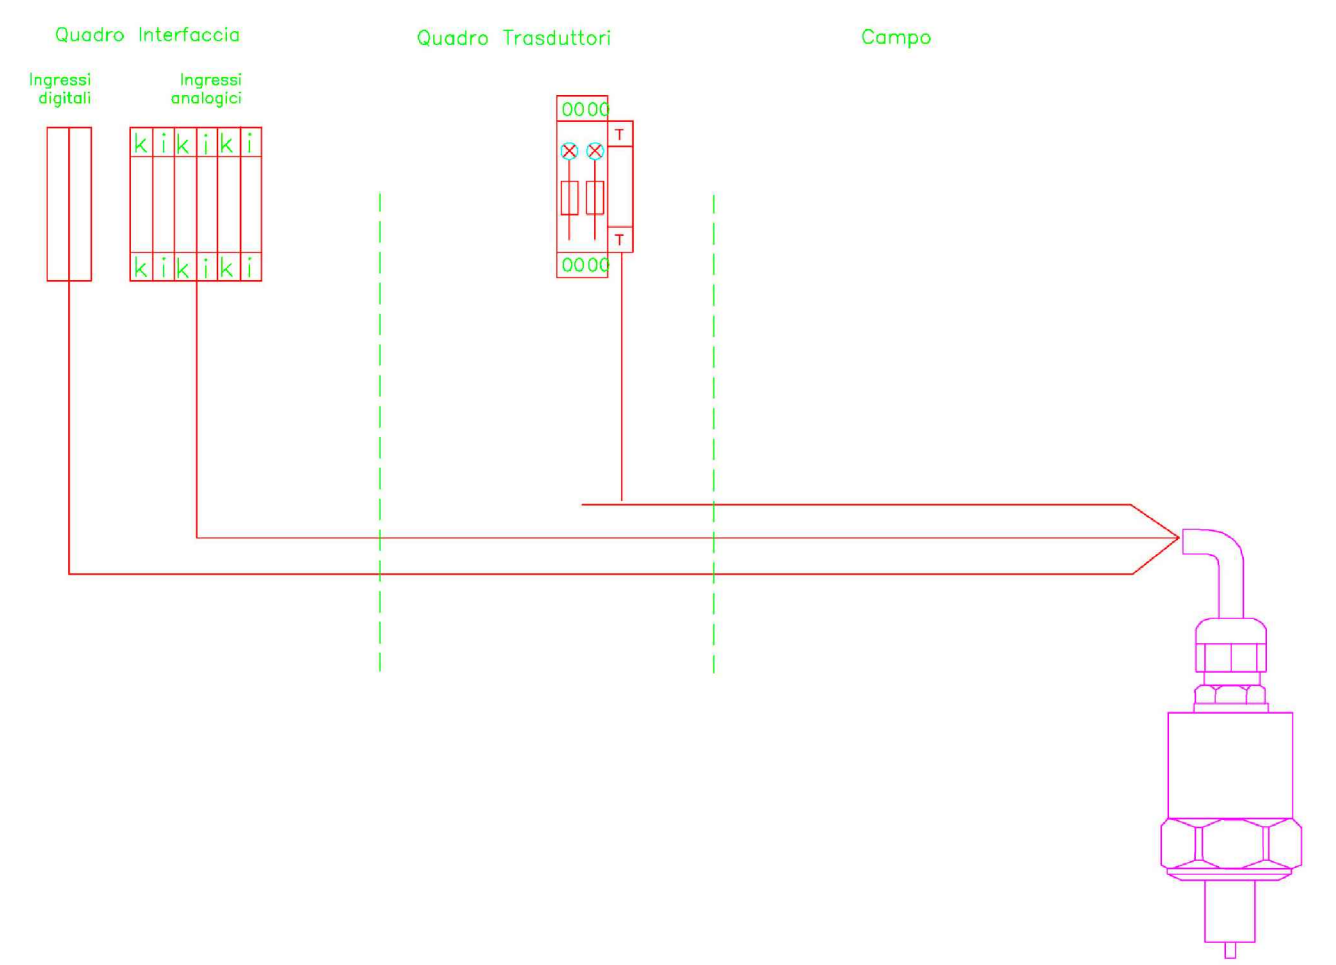 Quadro Interfaccia
Quadro Trasduttori
Campo
Ingressi
digitali
Ingressi
analogici
k i k i k i
k i k i k i
0000
T
T
0000